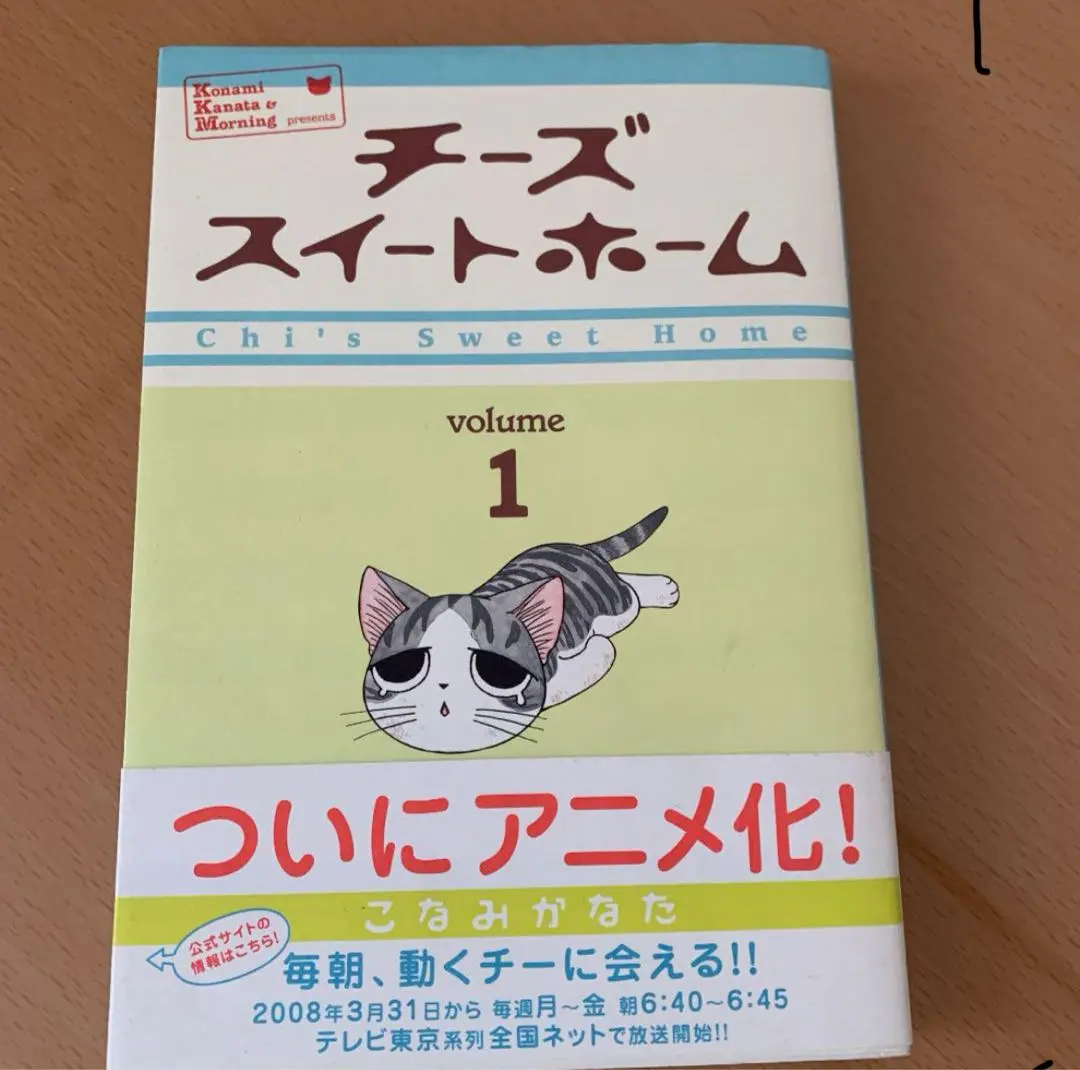 Konami
Kanata &
Morning presents
チーズ
スイートホーム
Chi's Sweet Home
volume
1
ついにアニメ化!
こなみかなた
公式サイトの
情報はこちら!
毎朝、動くチーに会える!!
2008年3月31日から 毎週月〜金 朝6:40〜6:45
テレビ東京系列全国ネットで放送開始!!